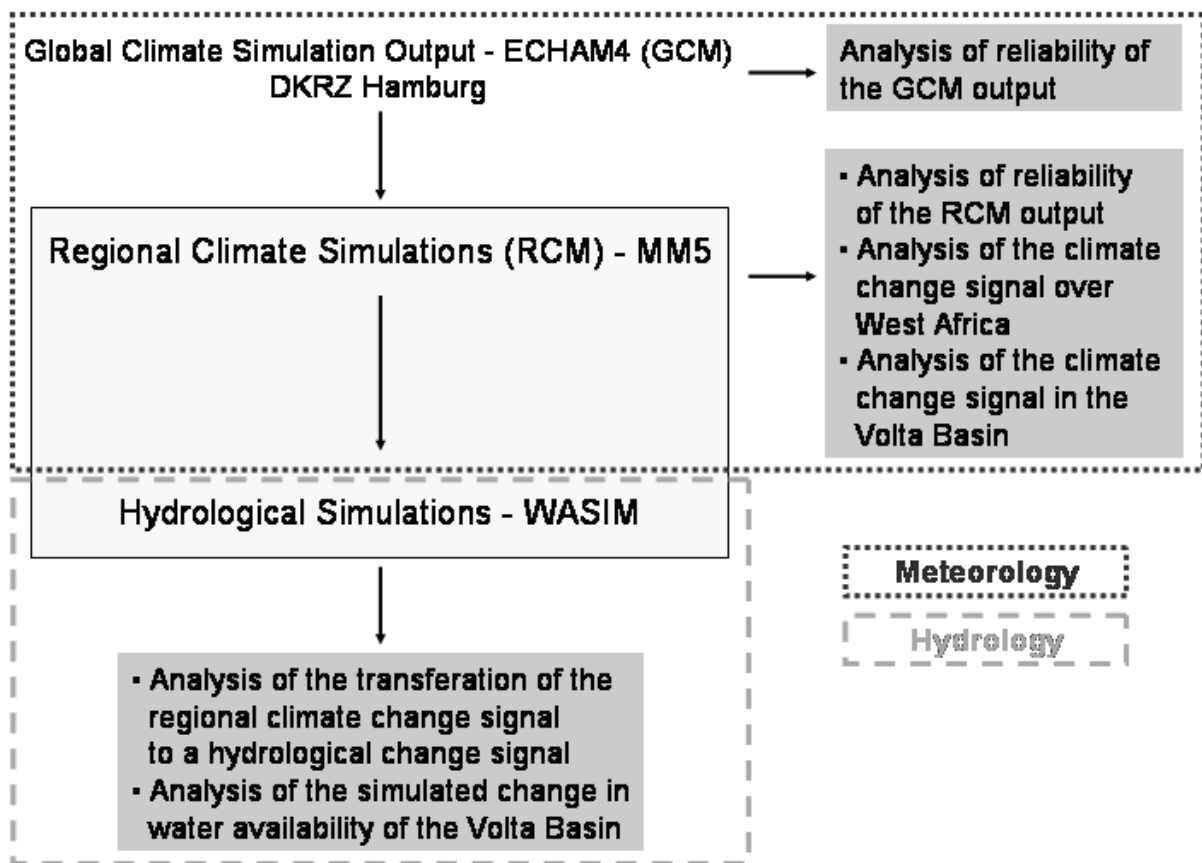 Global Climate Simulation Output - ECHAM4 (GCM)
DKRZ Hamburg
Analysis of reliability of
the GCM output
Regional Climate Simulations (RCM) - MM5
▪ Analysis of reliability
of the RCM output
▪ Analysis of the climate
change signal over
West Africa
▪ Analysis of the climate
change signal in the
Volta Basin
Hydrological Simulations - WASIM
▪ Analysis of the transferation of the
regional climate change signal
to a hydrological change signal
▪ Analysis of the simulated change in
water availability of the Volta Basin
Meteorology
Hydrology